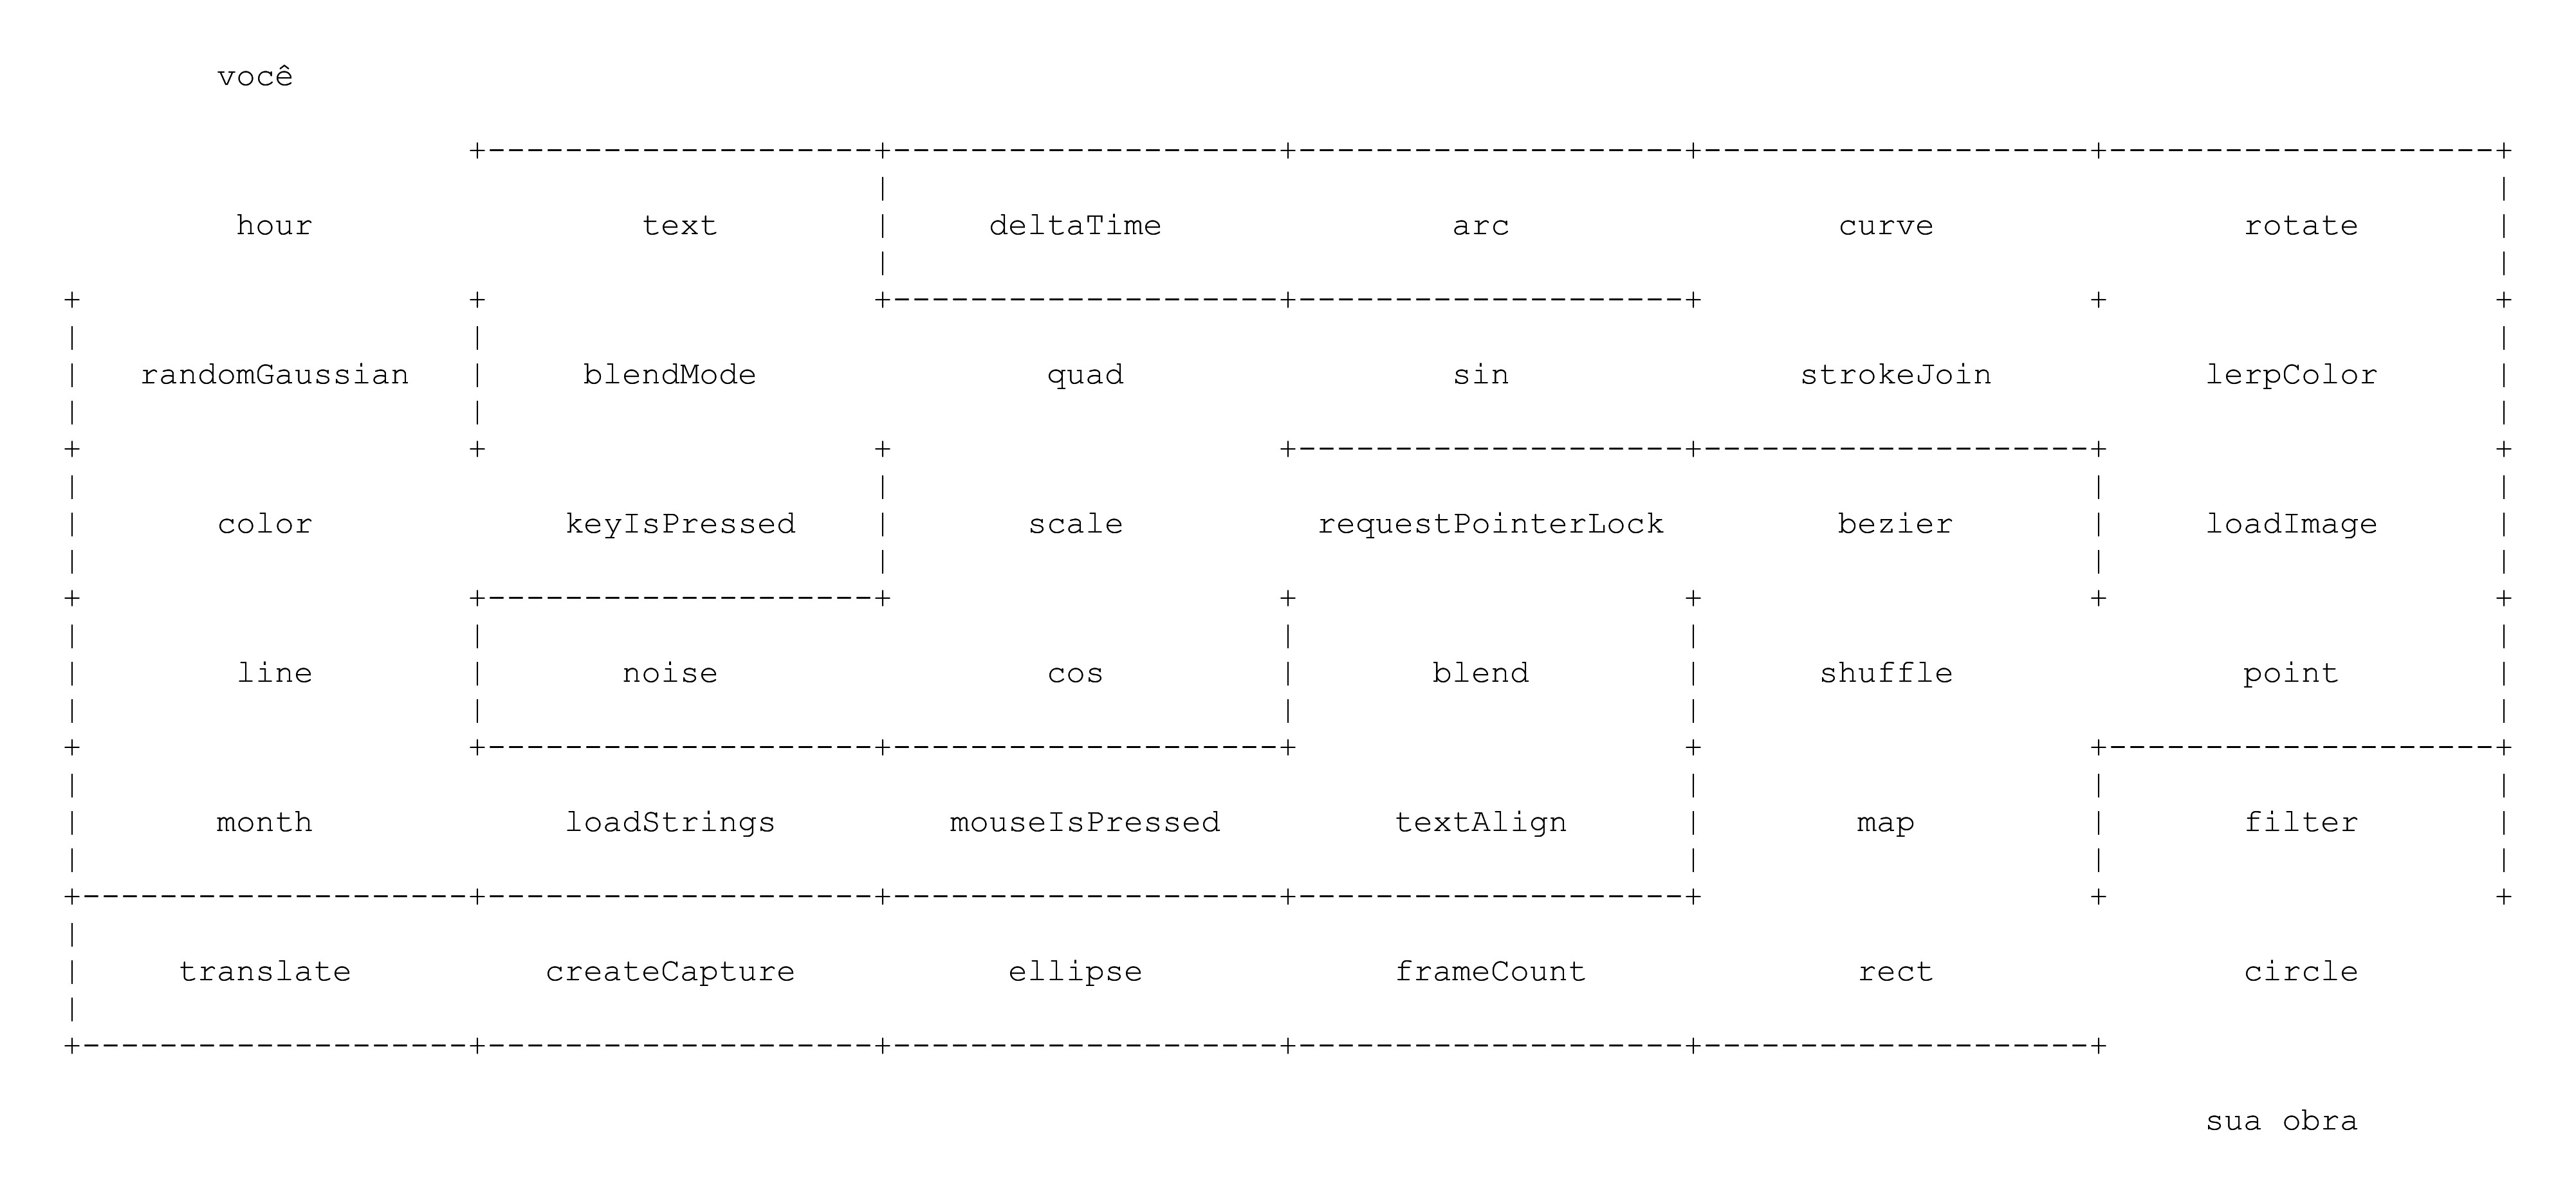 você
hour text deltaTime arc curve rotate
randomGaussian blendMode quad sin strokeJoin lerpColor
color keyIsPressed scale requestPointerLock bezier loadImage
line noise cos blend shuffle point
month loadStrings mouseIsPressed textAlign map filter
translate createCapture ellipse frameCount rect circle
sua obra